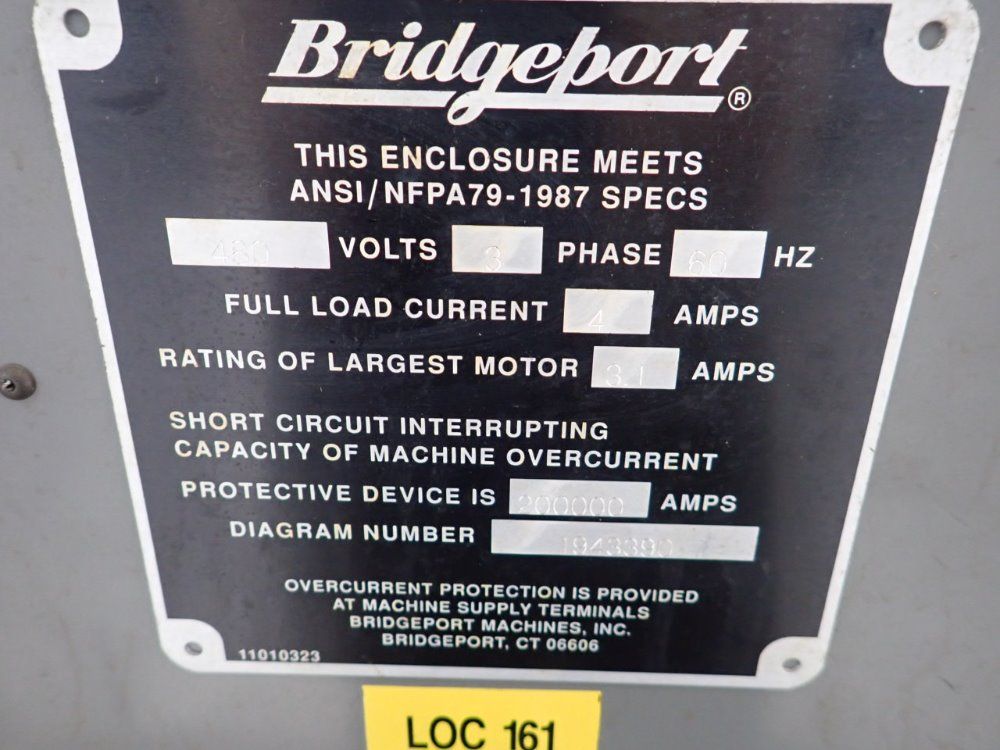 Bridgeport®
THIS ENCLOSURE MEETS
ANSI/NFPA79-1987 SPECS
480 VOLTS 3 PHASE 60 HZ
FULL LOAD CURRENT 4 AMPS
RATING OF LARGEST MOTOR 3.1 AMPS
SHORT CIRCUIT INTERRUPTING
CAPACITY OF MACHINE OVERCURRENT
PROTECTIVE DEVICE IS 200000 AMPS
DIAGRAM NUMBER 1943390
OVERCURRENT PROTECTION IS PROVIDED
AT MACHINE SUPPLY TERMINALS
BRIDGEPORT MACHINES, INC.
BRIDGEPORT, CT 06606
11010323
LOC 161